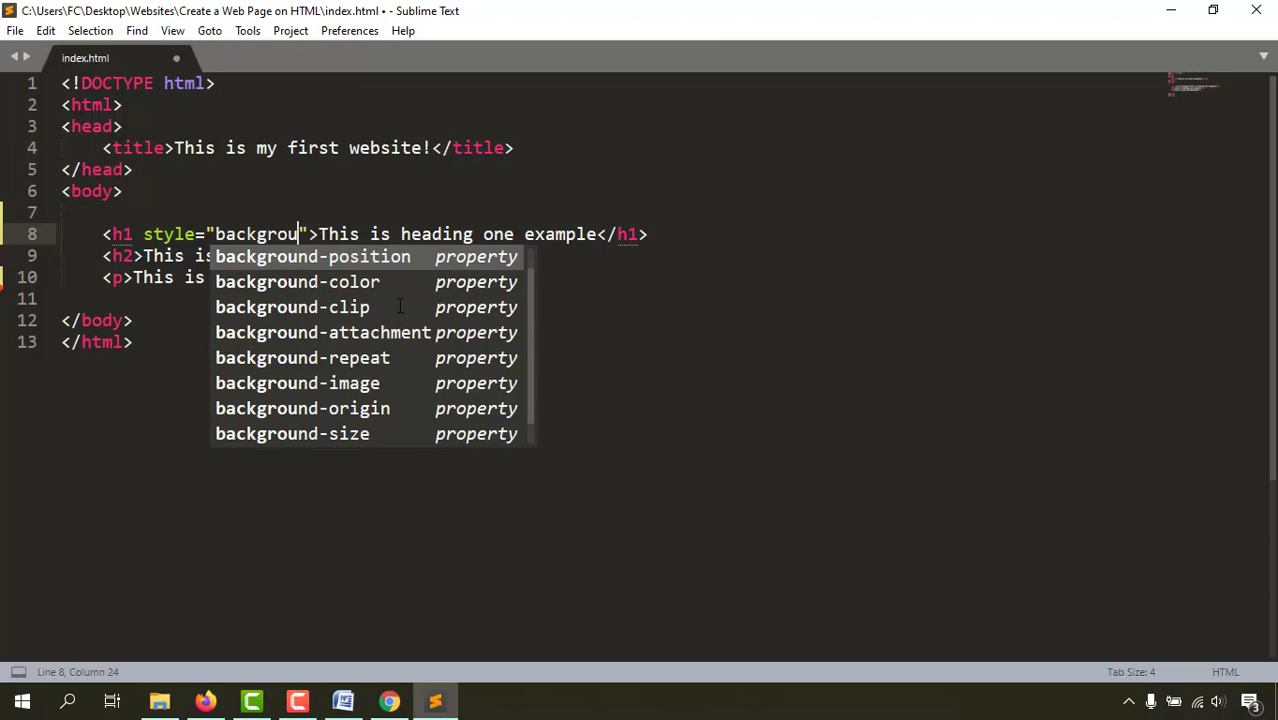 C:\Users\FC\Desktop\Websites\Create a Web Page on HTML\index.html • - Sublime Text
File Edit Selection Find View Goto Tools Project Preferences Help
index.html
1 <!DOCTYPE html>
2 <html>
3 <head>
4 <title>This is my first website!</title>
5 </head>
6 <body>
7
8 <h1 style="backgrou">This is heading one example</h1>
9 <h2>This is
10 <p>This is
11
12 </body>
13 </html>
background-position property
background-color property
background-clip property
background-attachment property
background-repeat property
background-image property
background-origin property
background-size property
Line 8, Column 24 Tab Size: 4 HTML
3